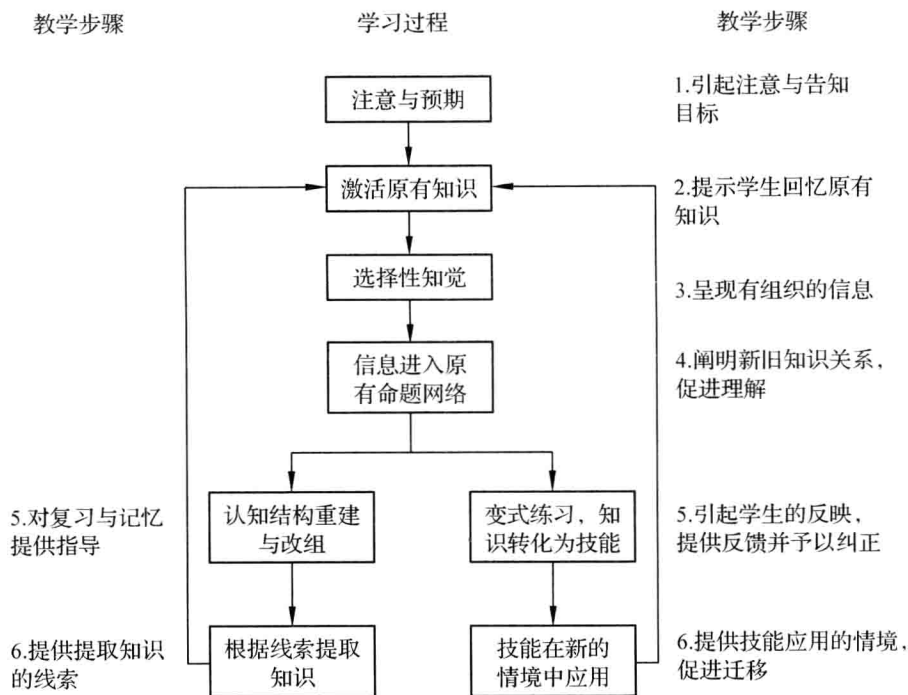 教学步骤
学习过程
教学步骤
注意与预期
1.引起注意与告知
目标
激活原有知识
2.提示学生回忆原有
知识
选择性知觉
3.呈现有组织的信息
信息进入原
有命题网络
4.阐明新旧知识关系，
促进理解
5.对复习与记忆
提供指导
认知结构重建
与改组
变式练习，知
识转化为技能
5.引起学生的反映，
提供反馈并予以纠正
6.提供提取知识
的线索
根据线索提取
知识
技能在新的
情境中应用
6.提供技能应用的情境，
促进迁移